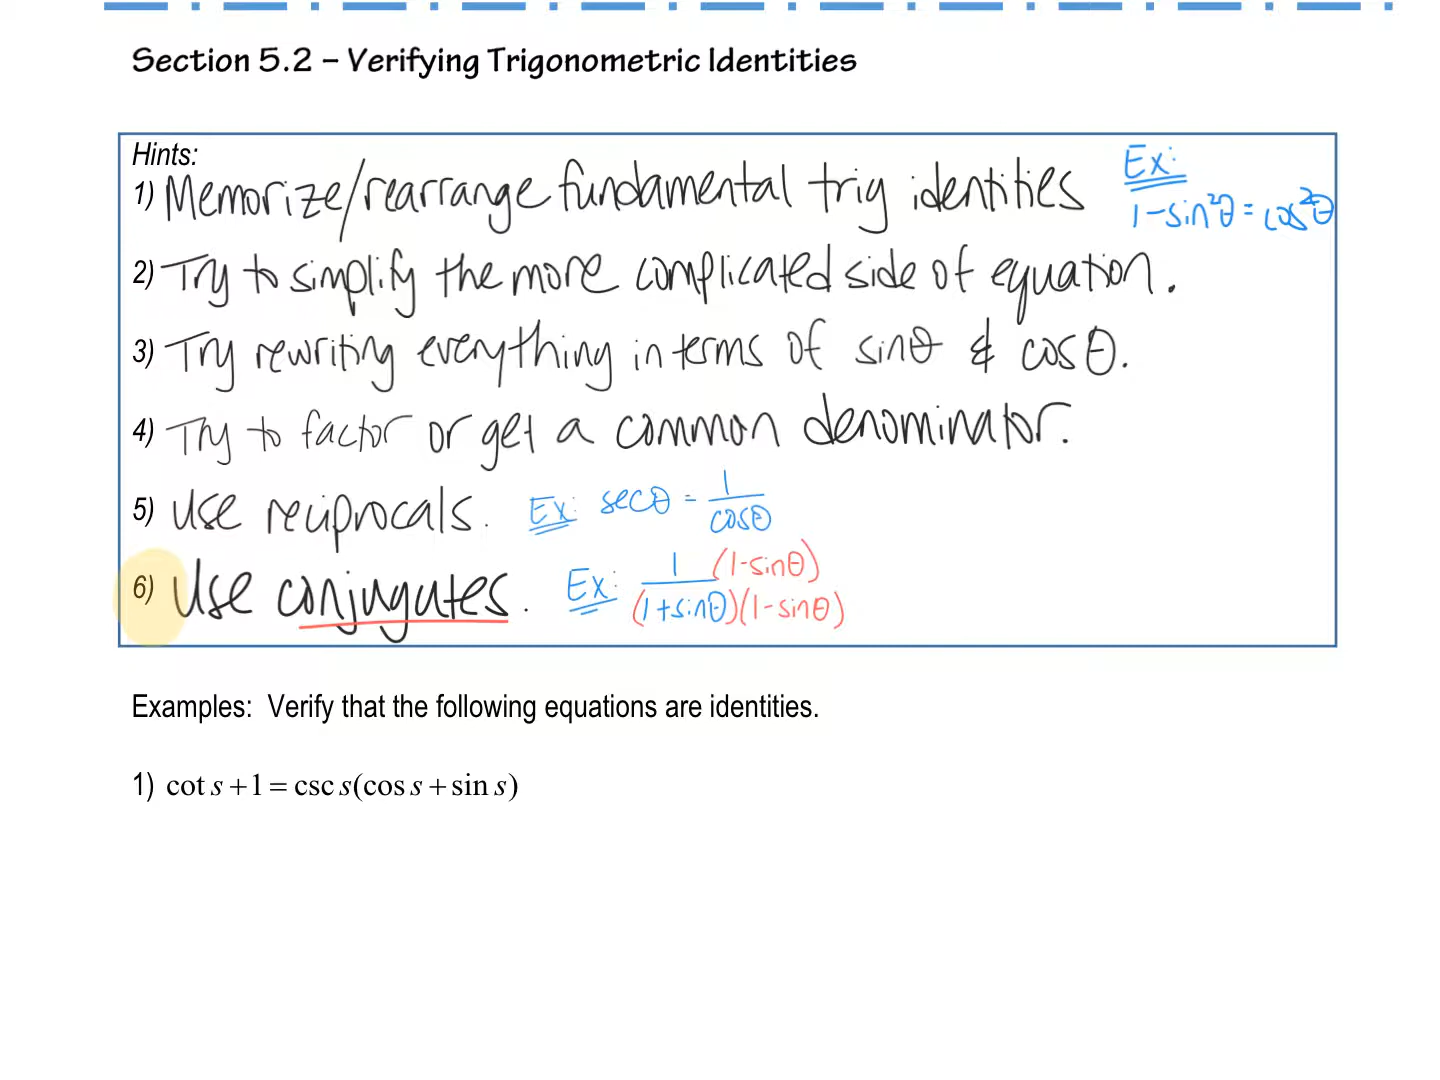 Section 5.2 – Verifying Trigonometric Identities
Hints:
1) Memorize/rearrange fundamental trig identities Ex: 1-sin²θ = cos²θ
2) Try to simplify the more complicated side of equation.
3) Try rewriting everything in terms of sinθ & cosθ.
4) Try to factor or get a common denominator.
5) Use reciprocals. Ex: secθ = 1/cosθ
6) Use conjugates. Ex: 1 (1-sinθ)/(1+sinθ)(1-sinθ)
Examples: Verify that the following equations are identities.
1) cot s + 1 = csc s(cos s + sin s)